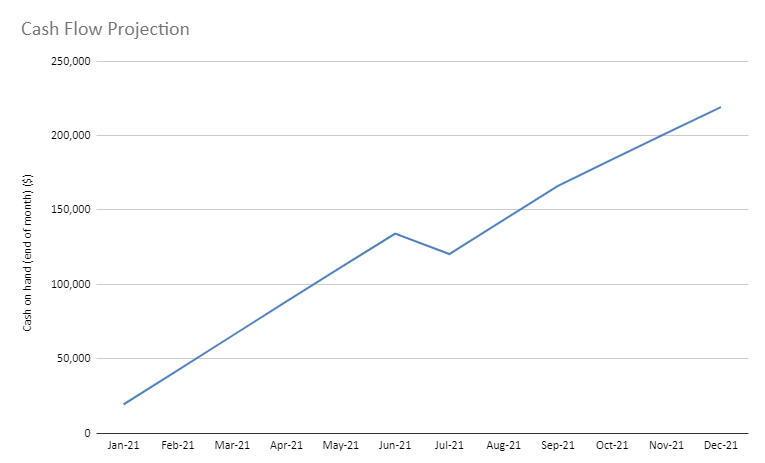 Cash Flow Projection
250,000
200,000
150,000
100,000
50,000
0
Cash on hand (end of month) ($)
Jan-21 Feb-21 Mar-21 Apr-21 May-21 Jun-21 Jul-21 Aug-21 Sep-21 Oct-21 Nov-21 Dec-21